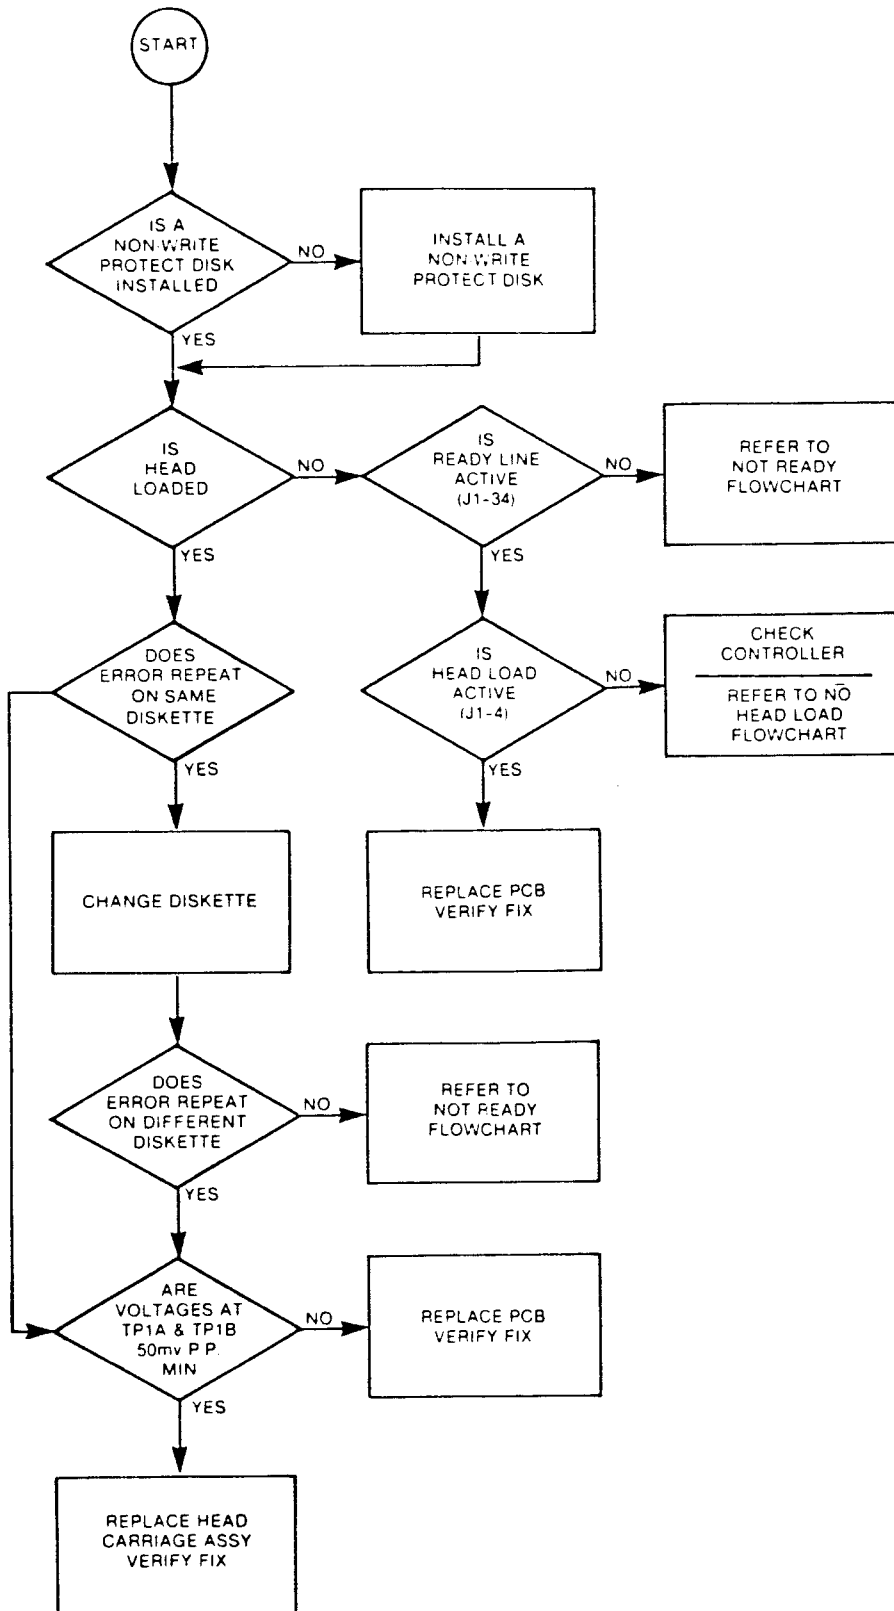 START
IS A
NON-WRITE
PROTECT DISK
INSTALLED
NO
INSTALL A
NON-WRITE
PROTECT DISK
YES
IS
HEAD
LOADED
NO
IS
READY LINE
ACTIVE
(J1-34)
NO
REFER TO
NOT READY
FLOWCHART
YES
YES
DOES
ERROR REPEAT
ON SAME
DISKETTE
IS
HEAD LOAD
ACTIVE
(J1-4)
NO
CHECK
CONTROLLER
REFER TO NO
HEAD LOAD
FLOWCHART
YES
YES
CHANGE DISKETTE
REPLACE PCB
VERIFY FIX
DOES
ERROR REPEAT
ON DIFFERENT
DISKETTE
NO
REFER TO
NOT READY
FLOWCHART
YES
ARE
VOLTAGES AT
TP1A & TP1B
50mv P.P.
MIN
NO
REPLACE PCB
VERIFY FIX
YES
REPLACE HEAD
CARRIAGE ASSY
VERIFY FIX